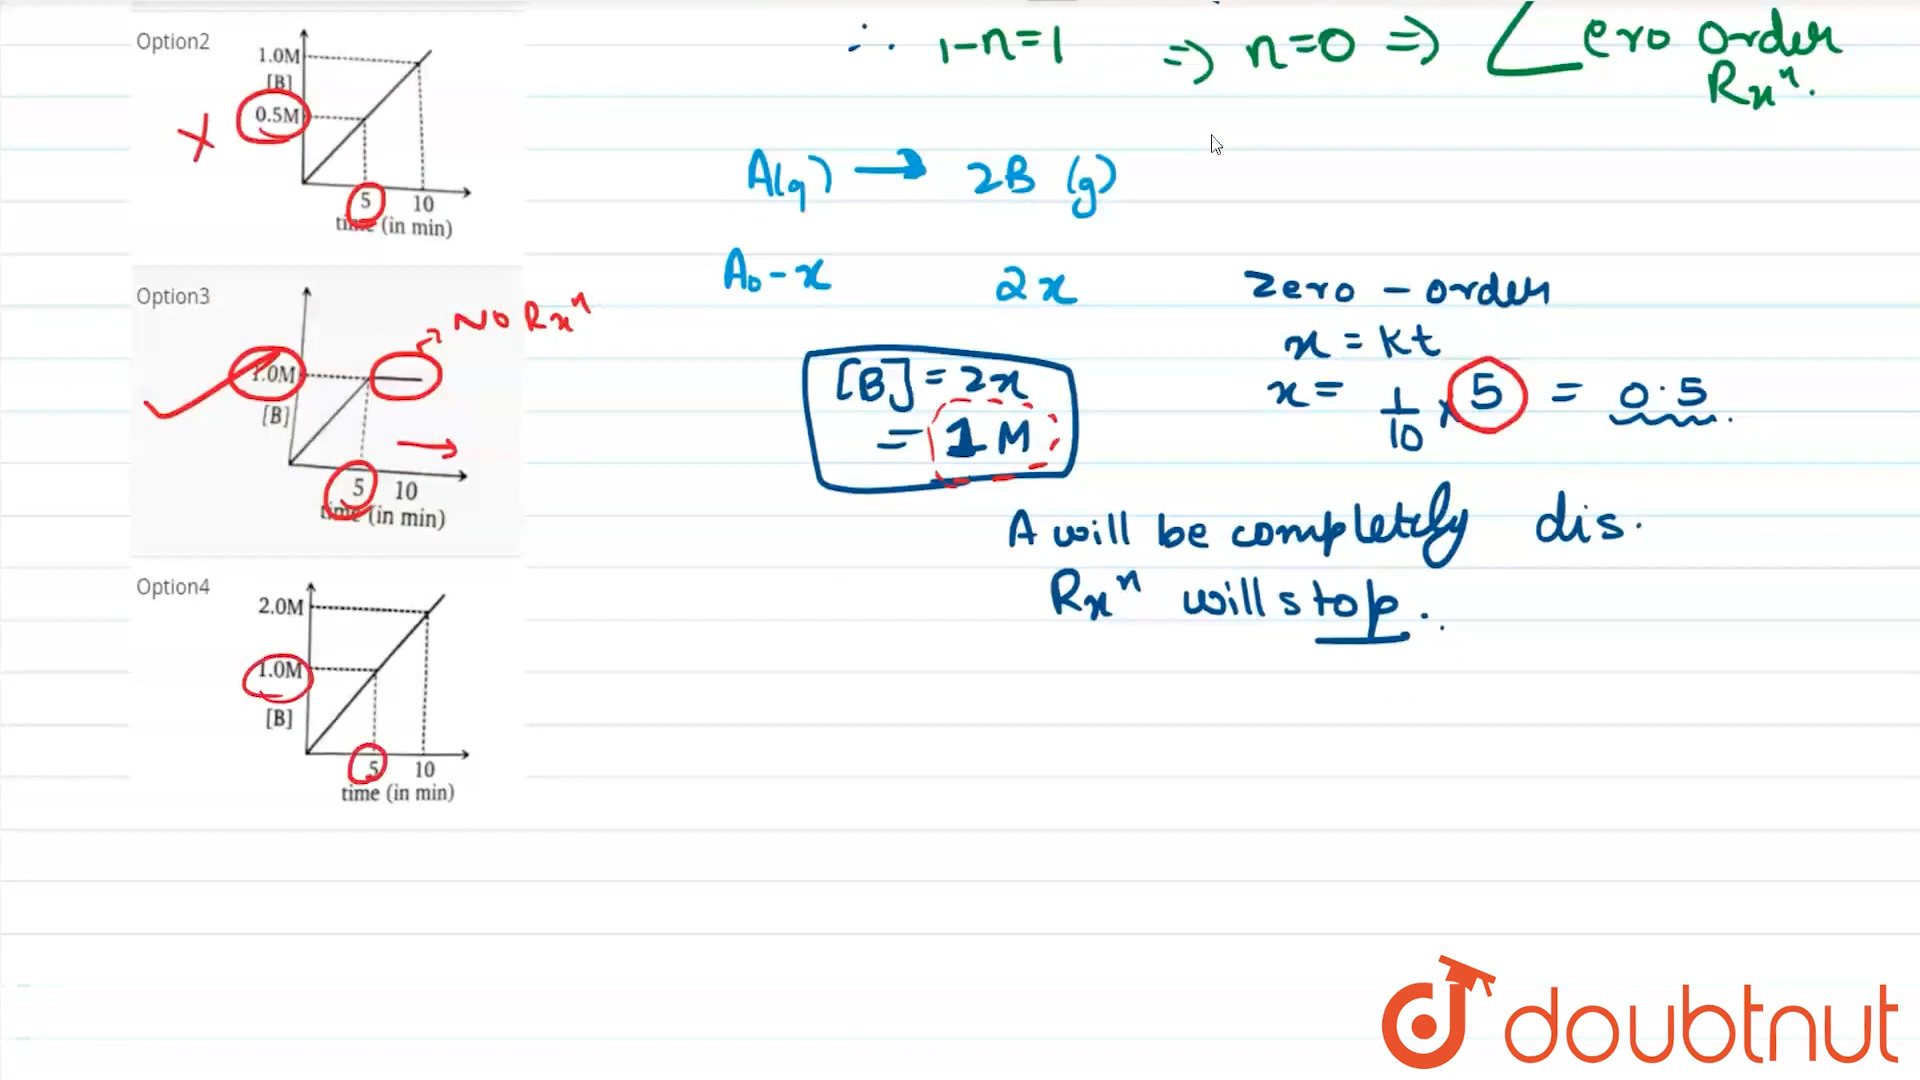 Option2
1.0M
[B]
0.5M
5 10
time (in min)
Option3
No Rxⁿ
1.0M
[B]
5 10
time (in min)
Option4
2.0M
1.0M
[B]
5 10
time (in min)
∴ 1-n=1 ⇒ n=0 ⇒ Zero order
Rxⁿ.
A(g) → 2B (g)
A₀-x 2x
Zero - order
x = Kt
x = 1/10 × 5 = 0.5
[B] = 2x
= 1M
A will be completely dis.
Rxⁿ will stop.
doubtnut